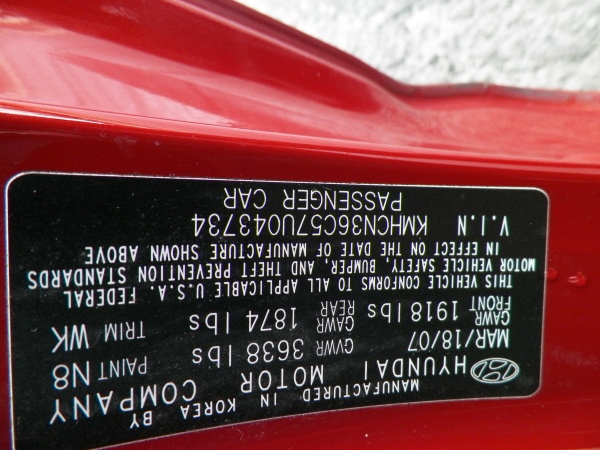 MANUFACTURED IN KOREA BY
HYUNDAI MOTOR COMPANY
MAR/18/07 GVWR 3638 lbs PAINT N8
GAWR FRONT 1918 lbs GAWR REAR 1874 lbs TRIM WK
THIS VEHICLE CONFORMS TO ALL APPLICABLE U.S.A. FEDERAL
MOTOR VEHICLE SAFETY, BUMPER, AND THEFT PREVENTION STANDARDS
IN EFFECT ON THE DATE OF MANUFACTURE SHOWN ABOVE
V.I.N KMHCN36C57U043734
PASSENGER CAR